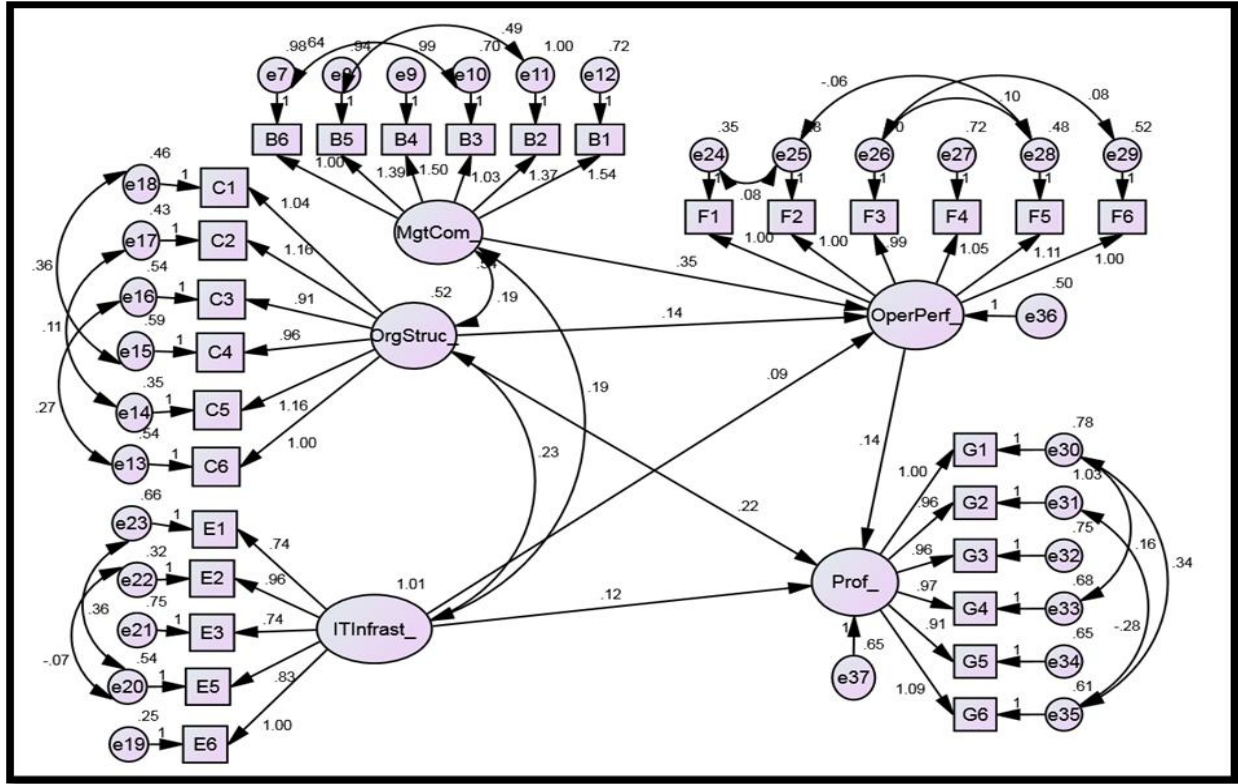 .98 .64 .94 .99 .70 .49 1.00 .72
e7 e9 e10 e11 e12
1 1 1 1 1 1
B6 B5 B4 B3 B2 B1
1.00 1.39 1.50 1.03 1.37 1.54
MgtCom_
-.06 .10 .08
.35 .72 .48 .52
e24 e25 e26 e27 e28 e29
.08
1 1 1 1 1 1
F1 F2 F3 F4 F5 F6
1.00 1.00 .99 1.05 1.11 1.00
OperPerf_ 1 e36 .50
.46
e18 1 C1 1.04
.43
e17 1 C2 1.16
.54
e16 1 C3 .91
.59
e15 1 C4 .96
.35
e14 1 C5 1.16
.54
e13 1 C6 1.00
.36
.11
.27
.52
OrgStruc_
.35
.19
.14
.09
.19
.23
.22
.14
.12
.66
e23 1 E1 .74
.32
e22 1 E2 .96
.75
e21 1 E3 .74
.54
e20 1 E5 .83
.25
e19 1 E6 1.00
.36
-.07
1.01
ITInfrast_
Prof_
1 .65
e37
1.00 G1 1 e30 .78
.96 G2 1 e31 1.03
.96 G3 1 e32 .75
.97 G4 1 e33 .68
.91 G5 1 e34 .65
1.09 G6 1 e35 .61
.16
.34
-.28